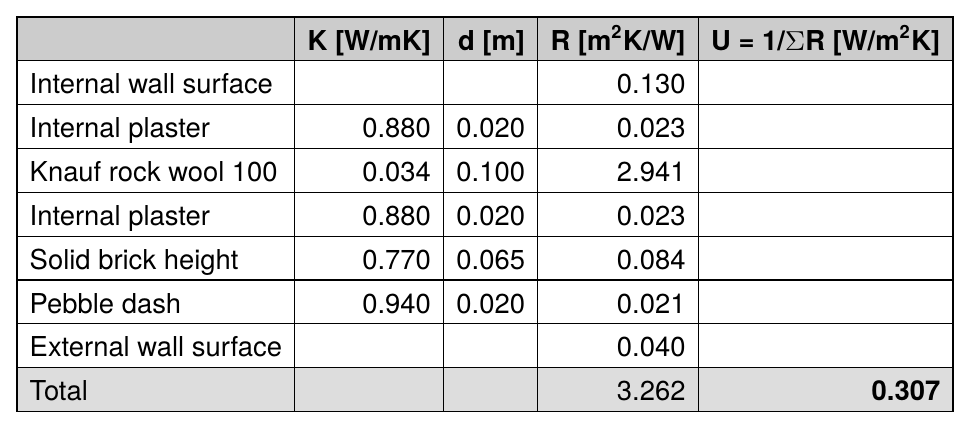 K [W/mK] d [m] R [m²K/W] U = 1/ΣR [W/m²K]
Internal wall surface 0.130
Internal plaster 0.880 0.020 0.023
Knauf rock wool 100 0.034 0.100 2.941
Internal plaster 0.880 0.020 0.023
Solid brick height 0.770 0.065 0.084
Pebble dash 0.940 0.020 0.021
External wall surface 0.040
Total 3.262 0.307